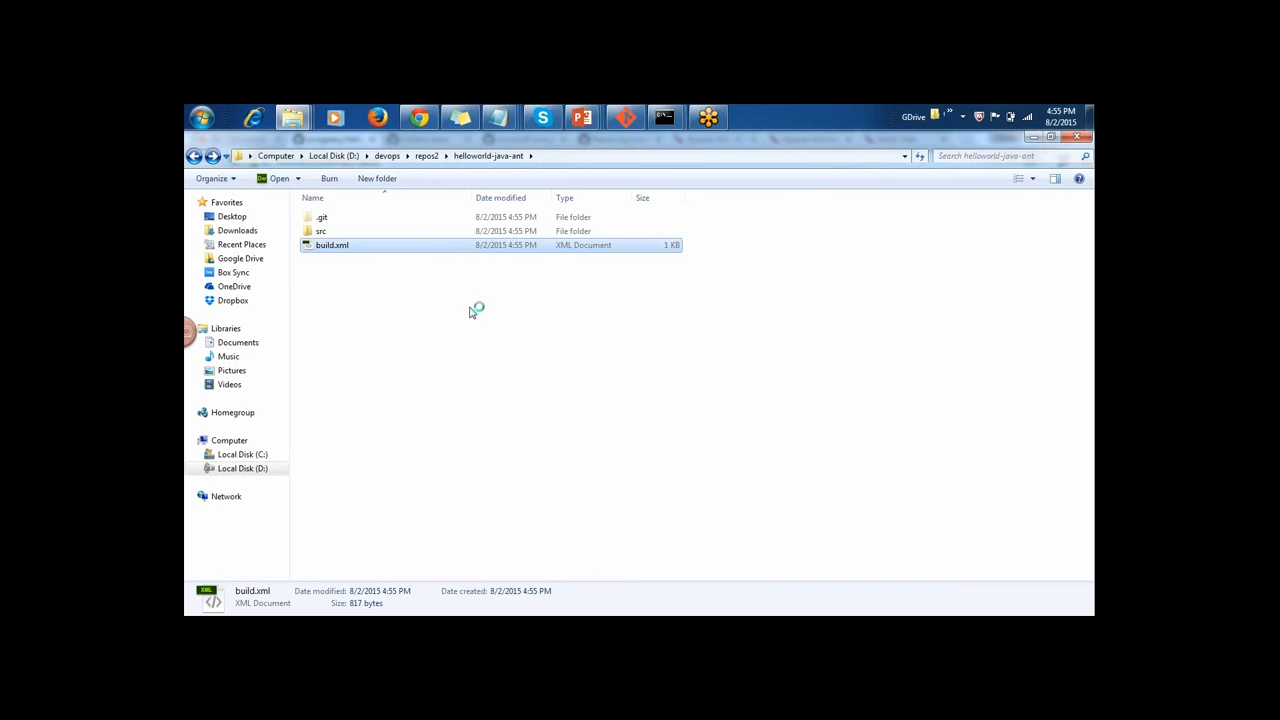 GDrive
»
4:55 PM
8/2/2015
Computer
Local Disk (D:)
devops
repos2
helloworld-java-ant
Search helloworld-java-ant
Organize
Open
Burn
New folder
Name
Date modified
Type
Size
.git
8/2/2015 4:55 PM
File folder
src
8/2/2015 4:55 PM
File folder
build.xml
8/2/2015 4:55 PM
XML Document
1 KB
Favorites
Desktop
Downloads
Recent Places
Google Drive
Box Sync
OneDrive
Dropbox
Libraries
Documents
Music
Pictures
Videos
Homegroup
Computer
Local Disk (C:)
Local Disk (D:)
Network
XML
build.xml
Date modified: 8/2/2015 4:55 PM
Date created: 8/2/2015 4:55 PM
XML Document
Size: 817 bytes